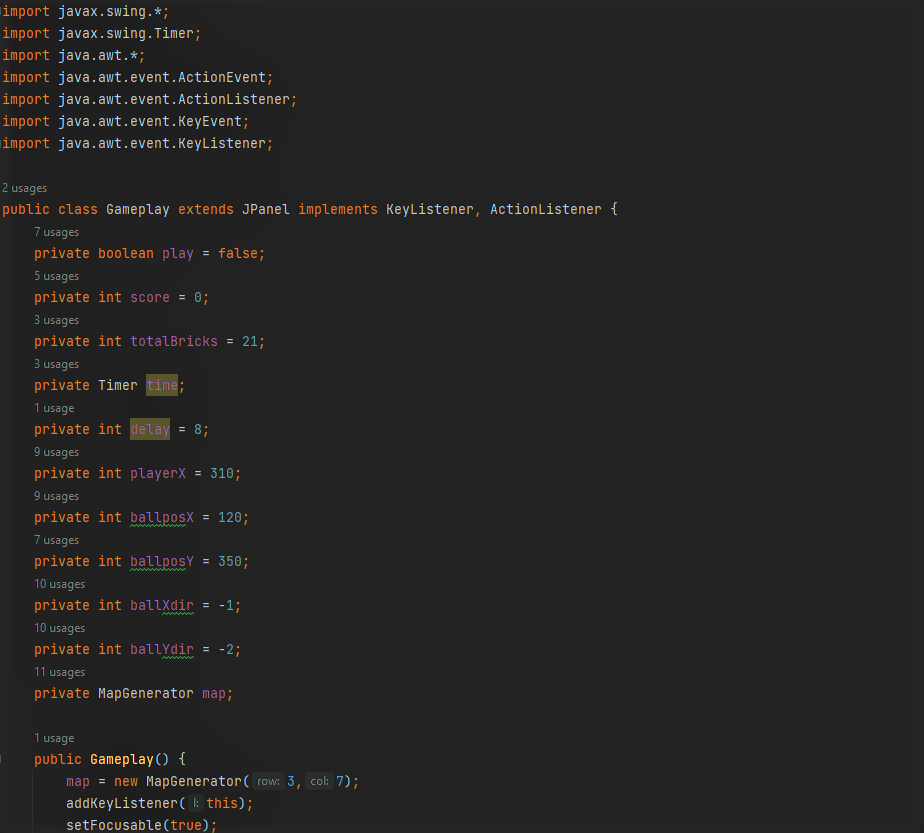 import javax.swing.*;
import javax.swing.Timer;
import java.awt.*;
import java.awt.event.ActionEvent;
import java.awt.event.ActionListener;
import java.awt.event.KeyEvent;
import java.awt.event.KeyListener;
2 usages
public class Gameplay extends JPanel implements KeyListener, ActionListener {
7 usages
private boolean play = false;
5 usages
private int score = 0;
3 usages
private int totalBricks = 21;
3 usages
private Timer time;
1 usage
private int delay = 8;
9 usages
private int playerX = 310;
9 usages
private int ballposX = 120;
7 usages
private int ballposY = 350;
10 usages
private int ballXdir = -1;
10 usages
private int ballYdir = -2;
11 usages
private MapGenerator map;
1 usage
public Gameplay() {
map = new MapGenerator( row: 3, col: 7);
addKeyListener( l: this);
setFocusable(true);